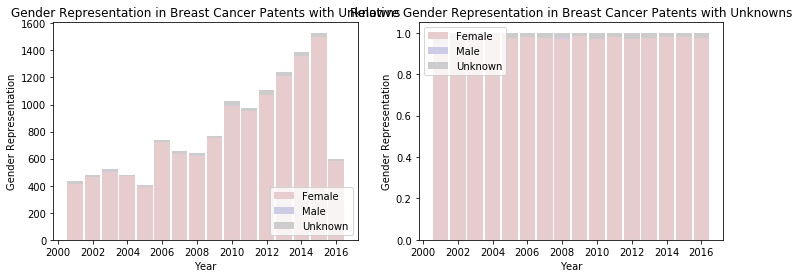 Gender Representation in Breast Cancer Patents with Unknowns
Relative Gender Representation in Breast Cancer Patents with Unknowns
Gender Representation
1600
1400
1200
1000
800
600
400
200
0
Female
Male
Unknown
2000 2002 2004 2006 2008 2010 2012 2014 2016
Year
Gender Representation
1.0
0.8
0.6
0.4
0.2
0.0
Female
Male
Unknown
2000 2002 2004 2006 2008 2010 2012 2014 2016
Year